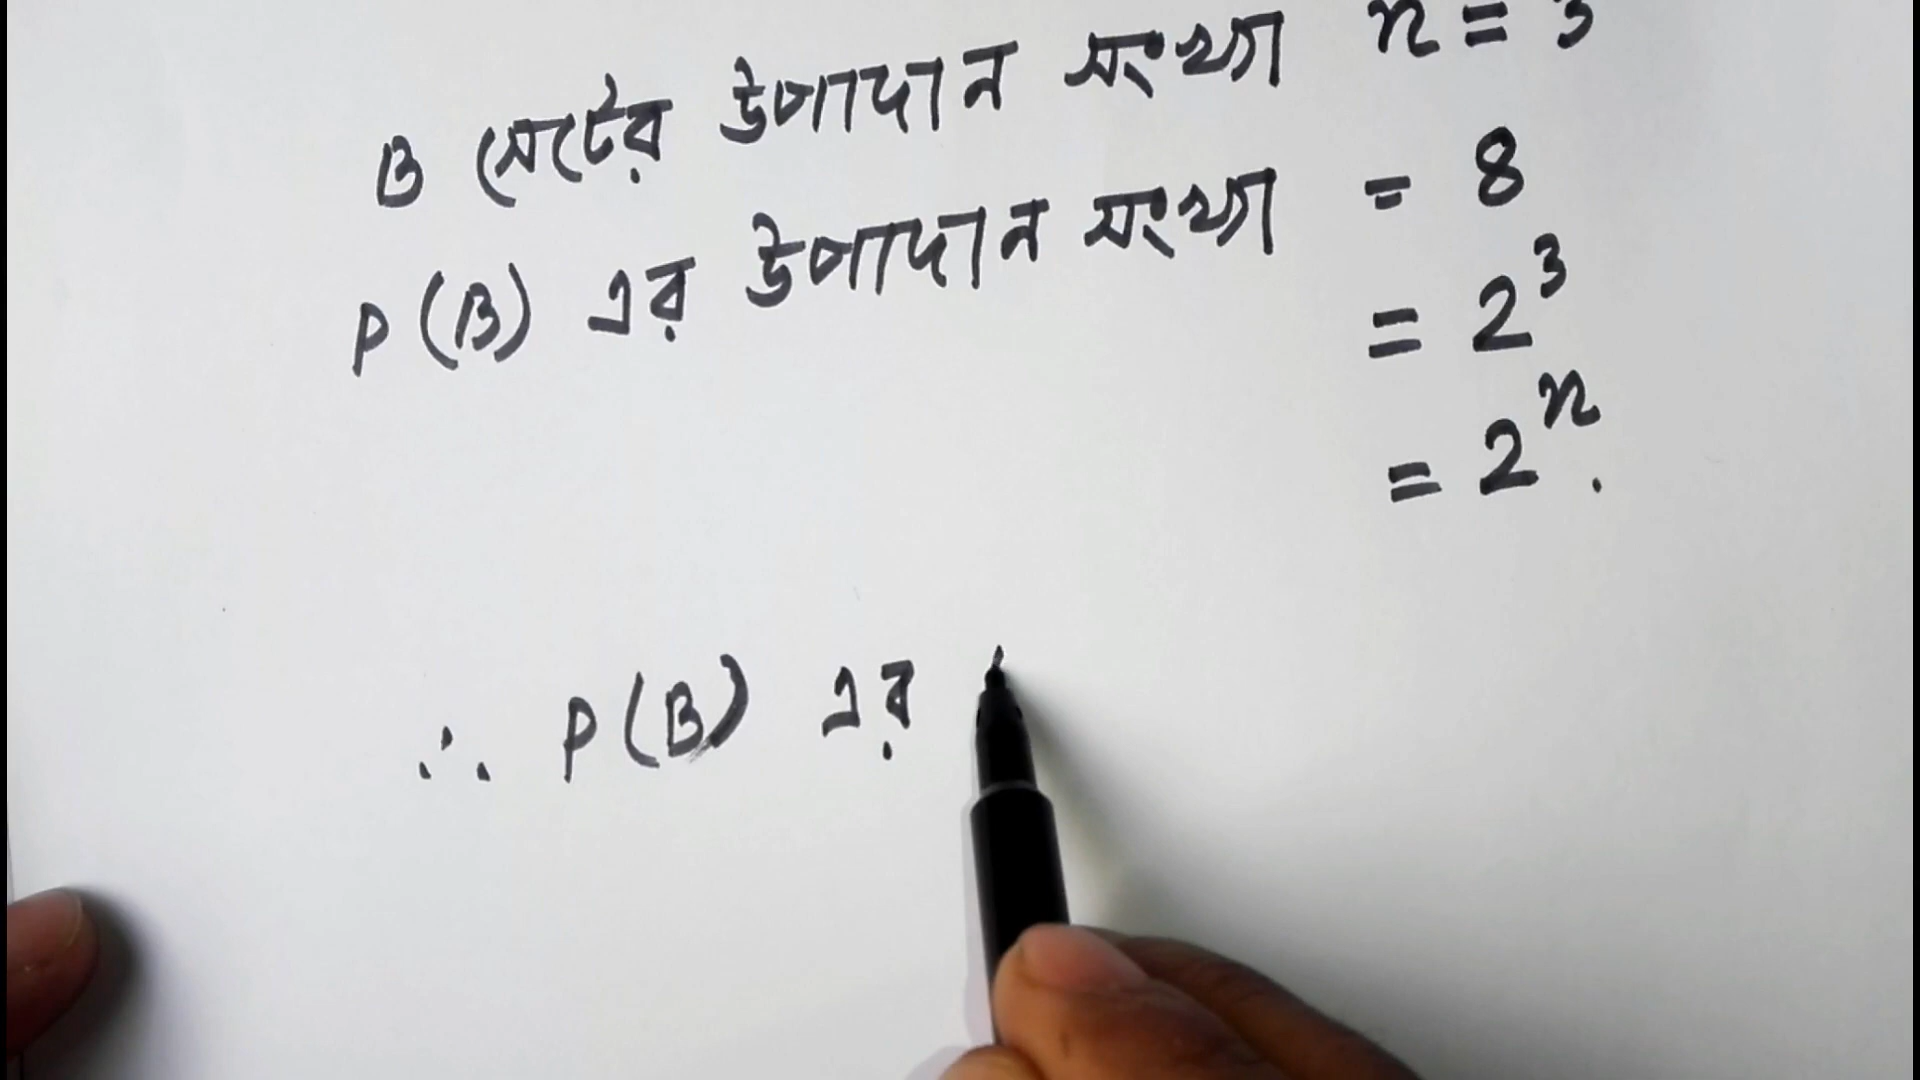 B সেটের উপাদান সংখ্যা n = 3
P(B) এর উপাদান সংখ্যা = 8
= 2³
= 2ⁿ.
∴ P(B) এর